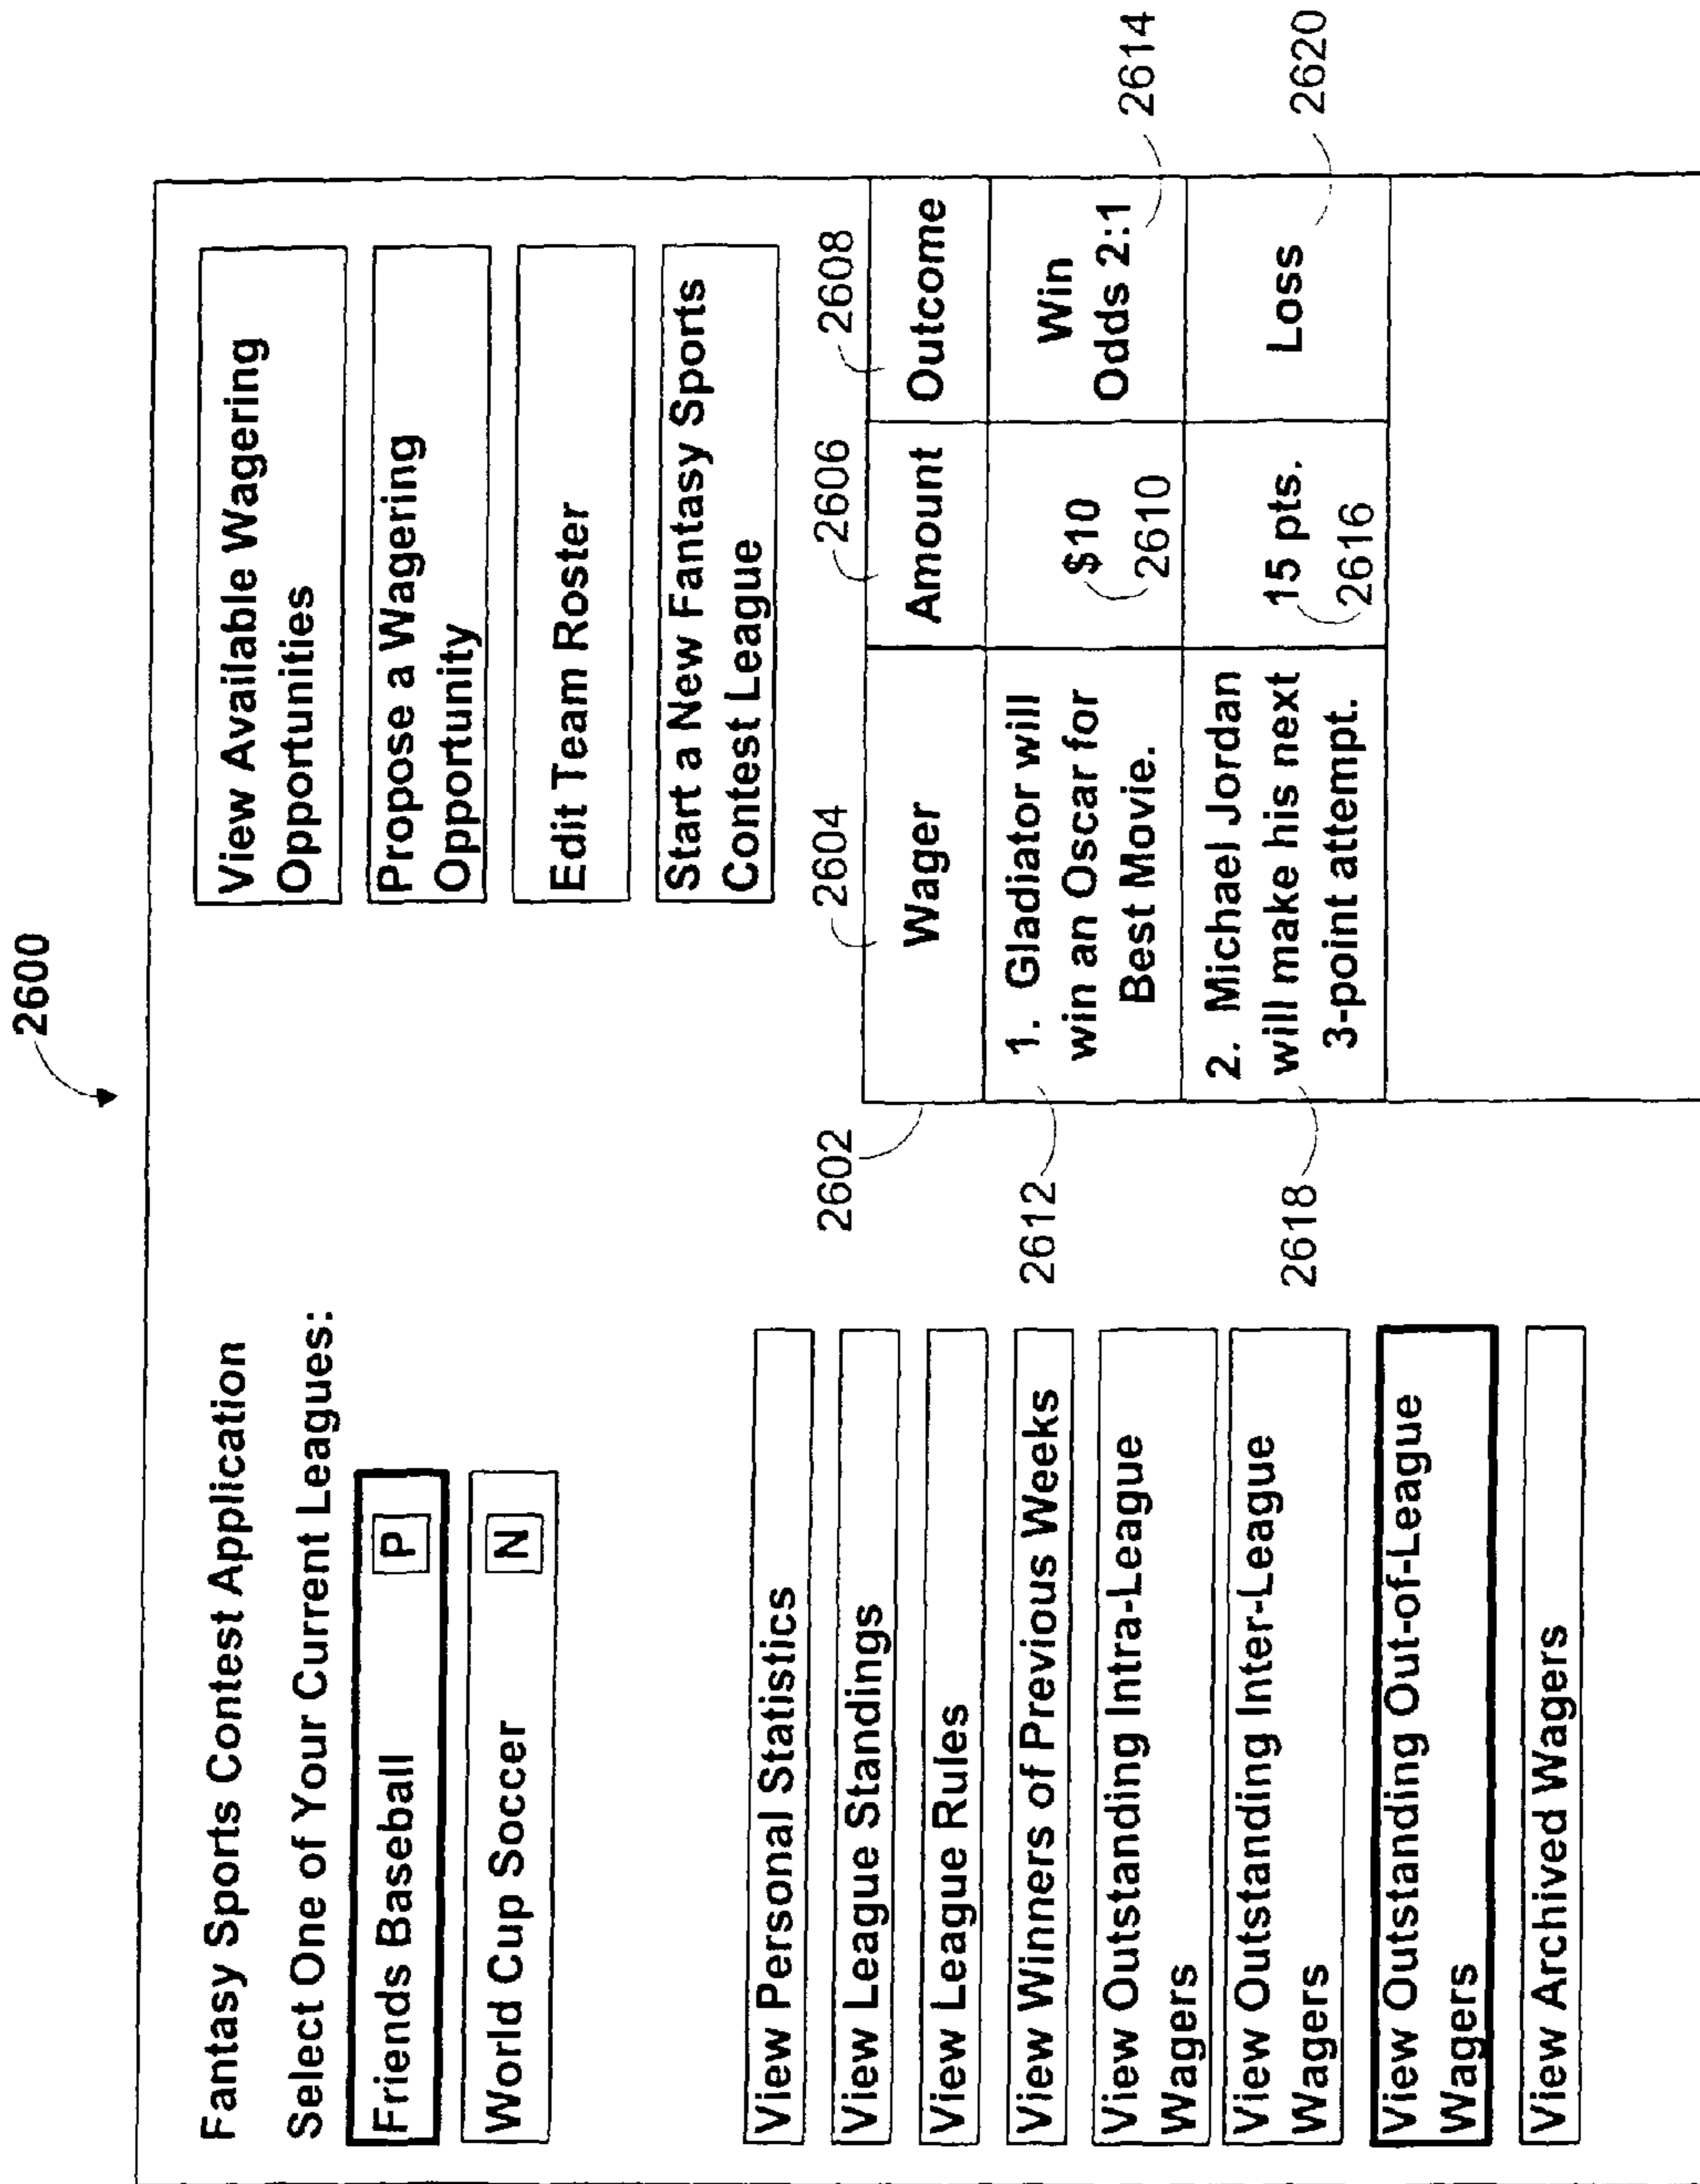 2600
Fantasy Sports Contest Application
Select One of Your Current Leagues:
Friends Baseball P
World Cup Soccer N
View Available Wagering
Opportunities
Propose a Wagering
Opportunity
Edit Team Roster
Start a New Fantasy Sports
Contest League
View Personal Statistics
View League Standings
View League Rules
View Winners of Previous Weeks
View Outstanding Intra-League
Wagers
View Outstanding Inter-League
Wagers
View Outstanding Out-of-League
Wagers
View Archived Wagers
2604 2606 2608
2602
Wager Amount Outcome
2612
1. Gladiator will
win an Oscar for
Best Movie.
$10
2610
Win
Odds 2:1
2614
2618
2. Michael Jordan
will make his next
3-point attempt.
15 pts.
2616
Loss
2620